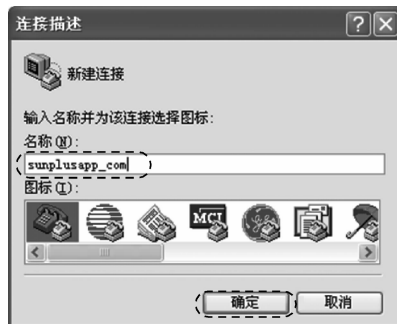 连接描述
新建连接
输入名称并为该连接选择图标:
名称(N):
sunplusapp_com
图标(I):
MCI
确定 取消